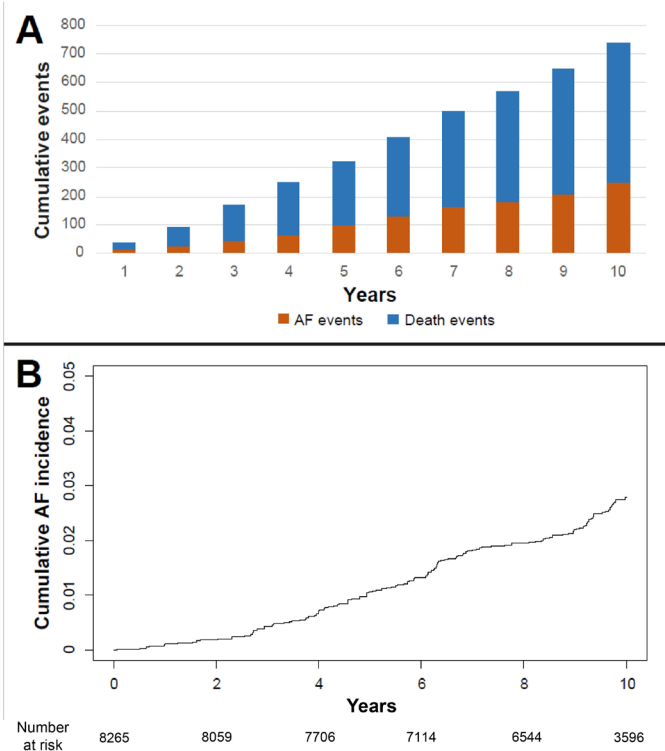 A
800
700
600
500
400
300
200
100
0
Cumulative events
1 2 3 4 5 6 7 8 9 10
Years
AF events Death events
B
0.05
0.04
0.03
0.02
0.01
0
Cumulative AF incidence
0 2 4 6 8 10
Years
Number
at risk 8265 8059 7706 7114 6544 3596